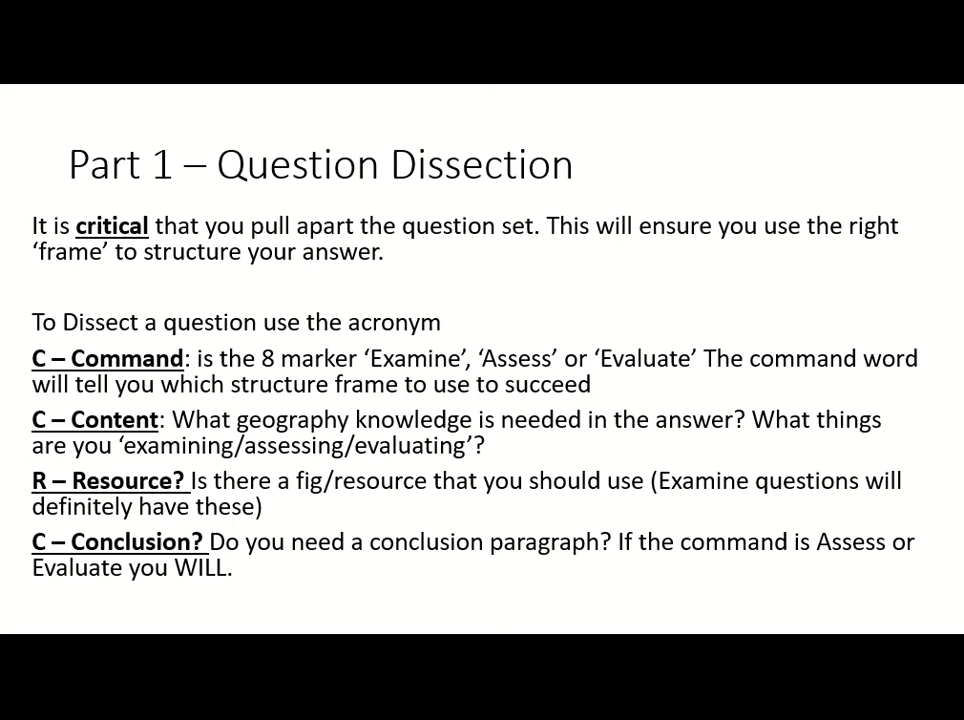 Part 1 – Question Dissection
It is critical that you pull apart the question set. This will ensure you use the right
‘frame’ to structure your answer.
To Dissect a question use the acronym
C – Command: is the 8 marker ‘Examine’, ‘Assess’ or ‘Evaluate’ The command word
will tell you which structure frame to use to succeed
C – Content: What geography knowledge is needed in the answer? What things
are you ‘examining/assessing/evaluating’?
R – Resource? Is there a fig/resource that you should use (Examine questions will
definitely have these)
C – Conclusion? Do you need a conclusion paragraph? If the command is Assess or
Evaluate you WILL.